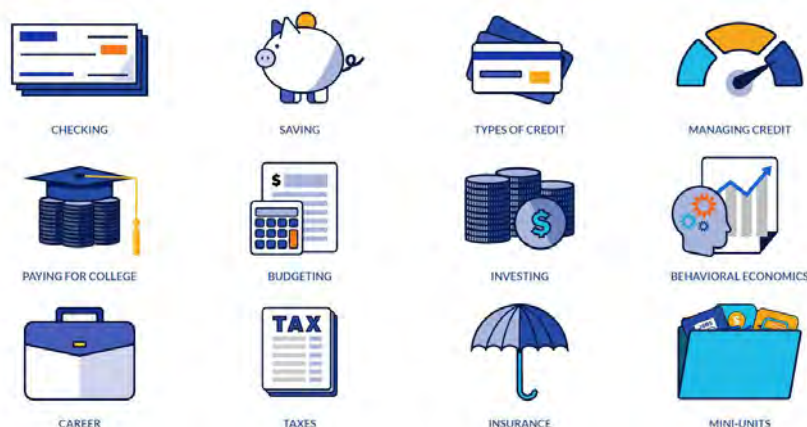 CHECKING
SAVING
TYPES OF CREDIT
MANAGING CREDIT
$
PAYING FOR COLLEGE
BUDGETING
$
INVESTING
BEHAVIORAL ECONOMICS
TAX
JOBS
$
CAREER
TAXES
INSURANCE
MINI-UNITS